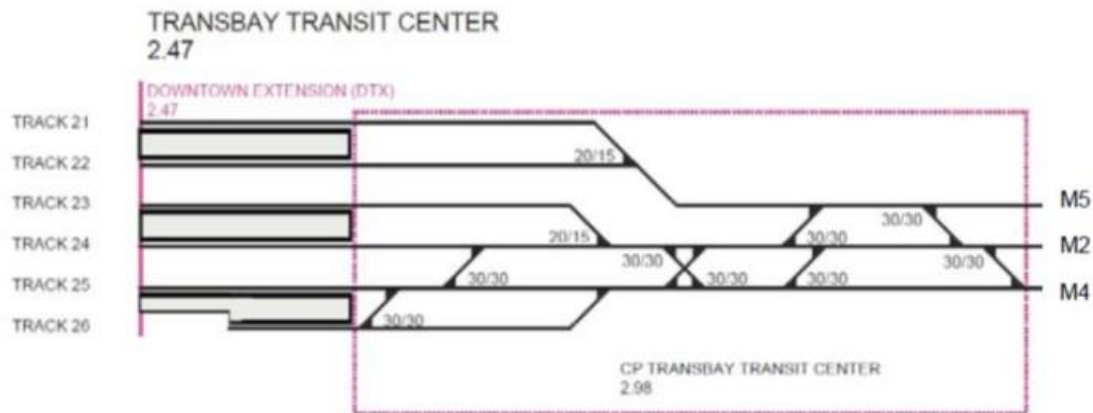 TRANSBAY TRANSIT CENTER
2.47
DOWNTOWN EXTENSION (DTX)
2.47
TRACK 21
TRACK 22
20/15
TRACK 23
M5
30/30
30/30
TRACK 24
20/15
M2
30/30
30/30
30/30
30/30
30/30
TRACK 25
M4
TRACK 26
30/30
CP TRANSBAY TRANSIT CENTER
2.98